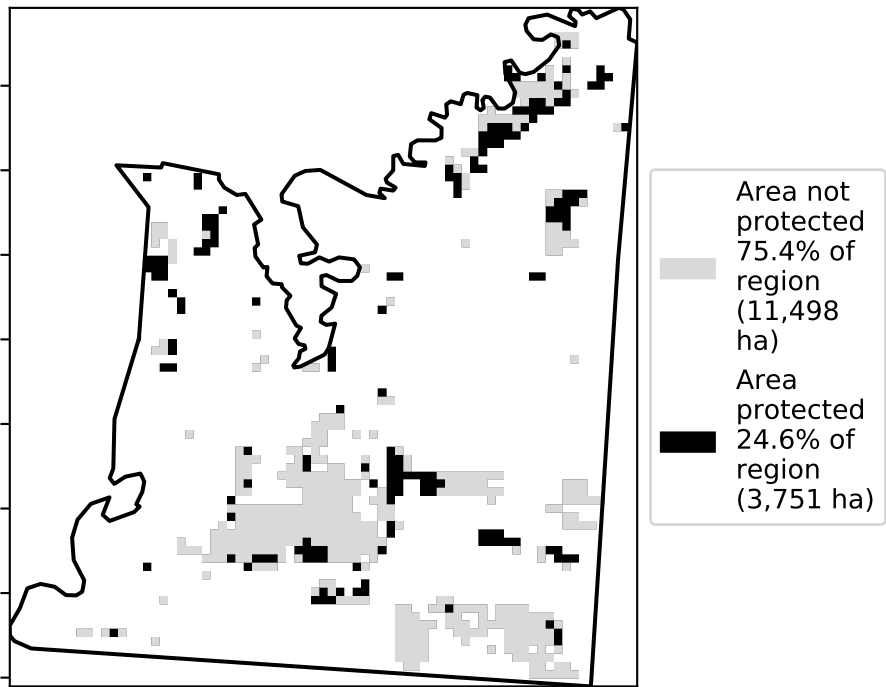 Area not
protected
75.4% of
region
(11,498
ha)
Area
protected
24.6% of
region
(3,751 ha)